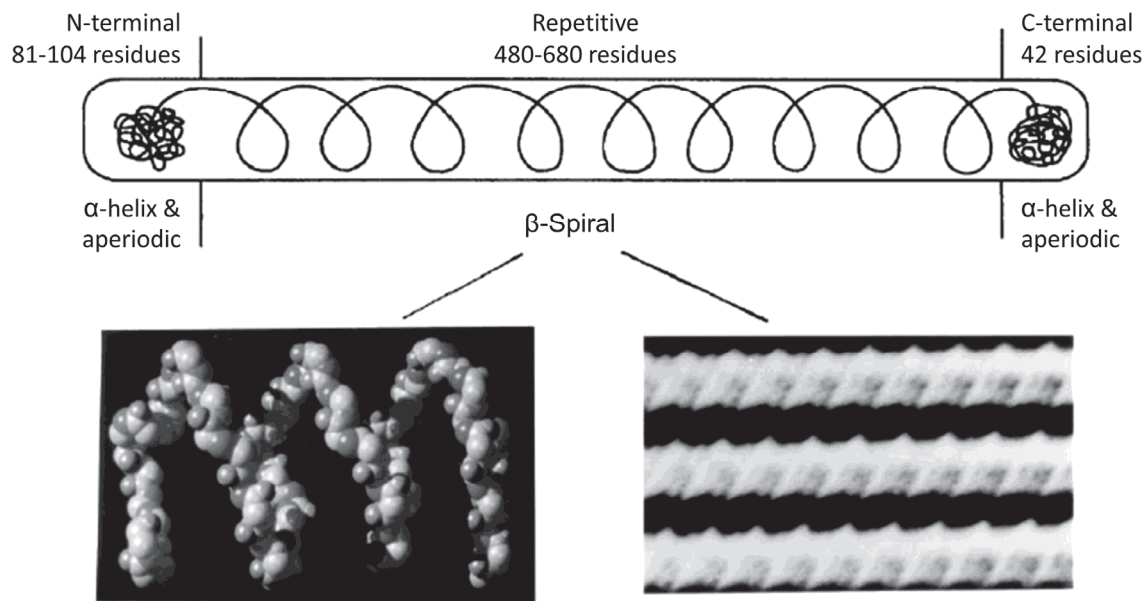 N-terminal
81-104 residues
Repetitive
480-680 residues
C-terminal
42 residues
α-helix &
aperiodic
β-Spiral
α-helix &
aperiodic